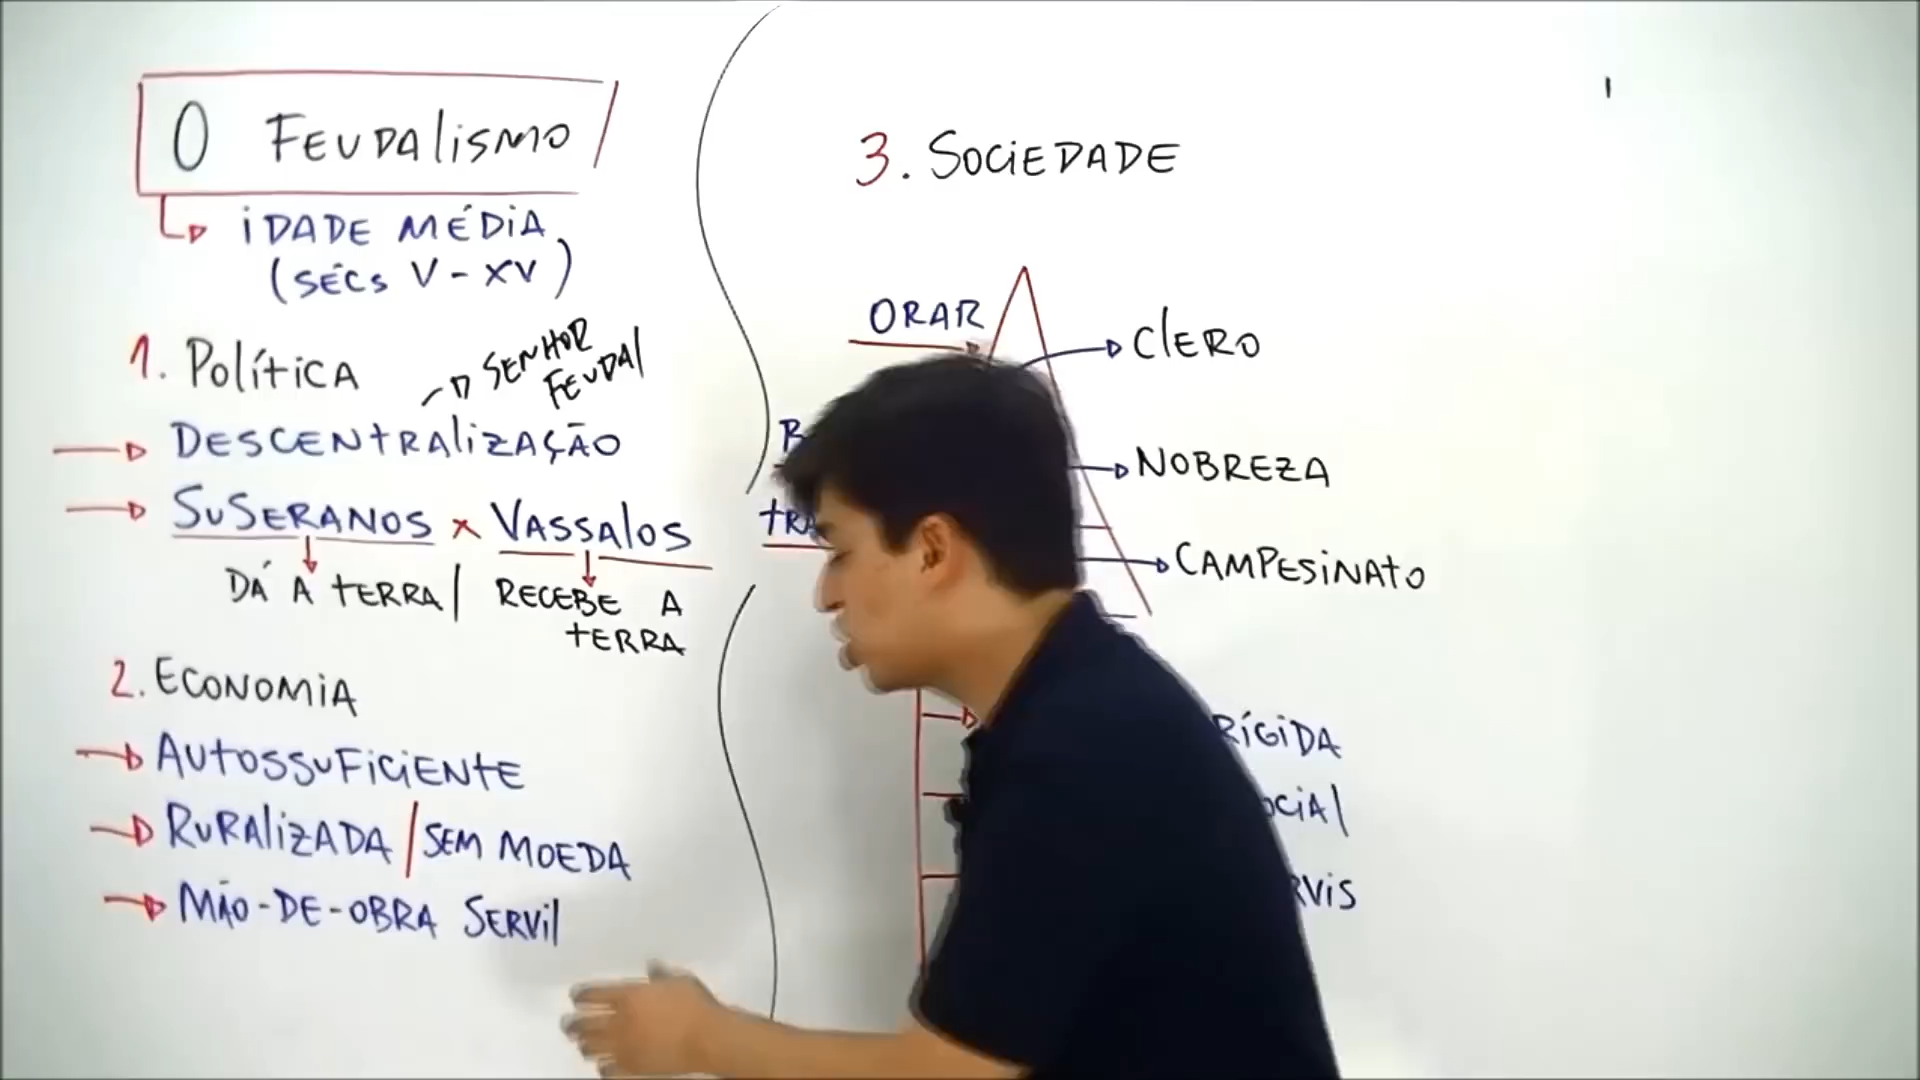 O Feudalismo
IDADE MÉDIA
(SÉCS V - XV)
1. Política
SENHOR
FEUDAL
DESCENTRALIZAÇÃO
SUSERANOS x VASSALOS
DÁ A TERRA / RECEBE A
TERRA
2. ECONOMIA
AUTOSSUFICIENTE
RURALIZADA / SEM MOEDA
MÃO-DE-OBRA SERVIL
3. SOCIEDADE
ORAR
CLERO
NOBREZA
CAMPESINATO
RÍGIDA